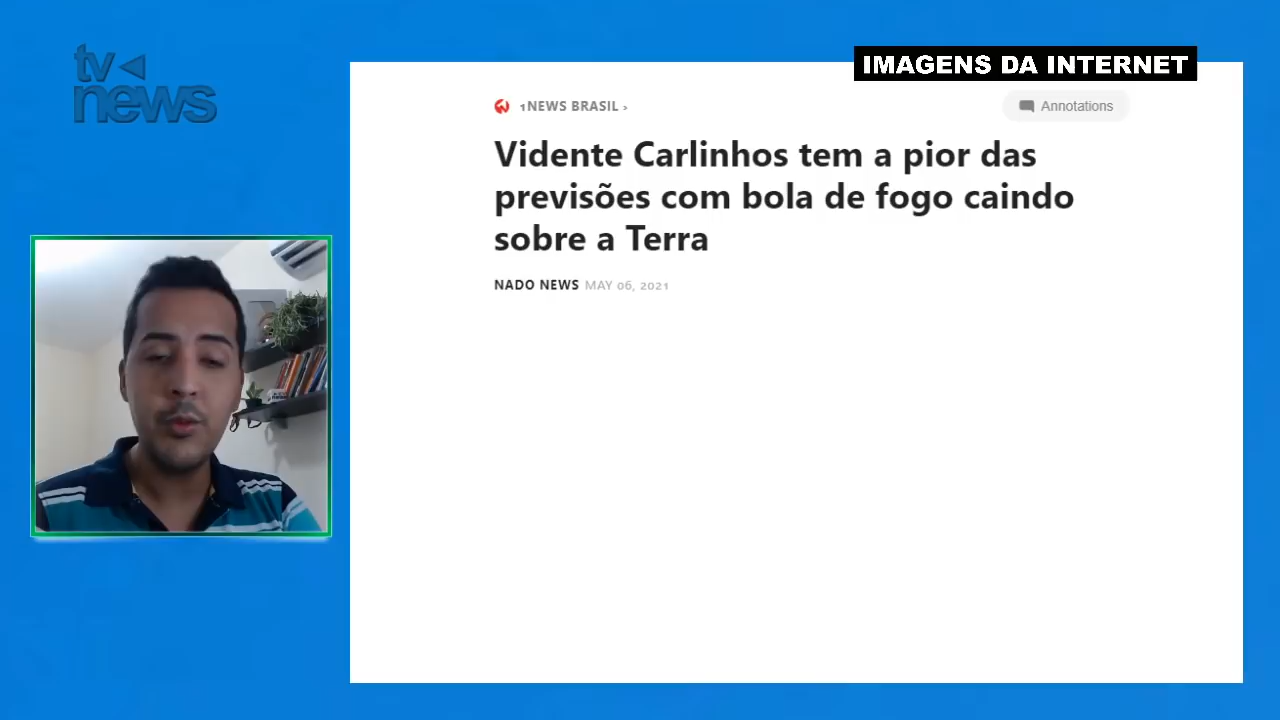 tv
news
IMAGENS DA INTERNET
1NEWS BRASIL ›
Annotations
Vidente Carlinhos tem a pior das
previsões com bola de fogo caindo
sobre a Terra
NADO NEWS MAY 06, 2021